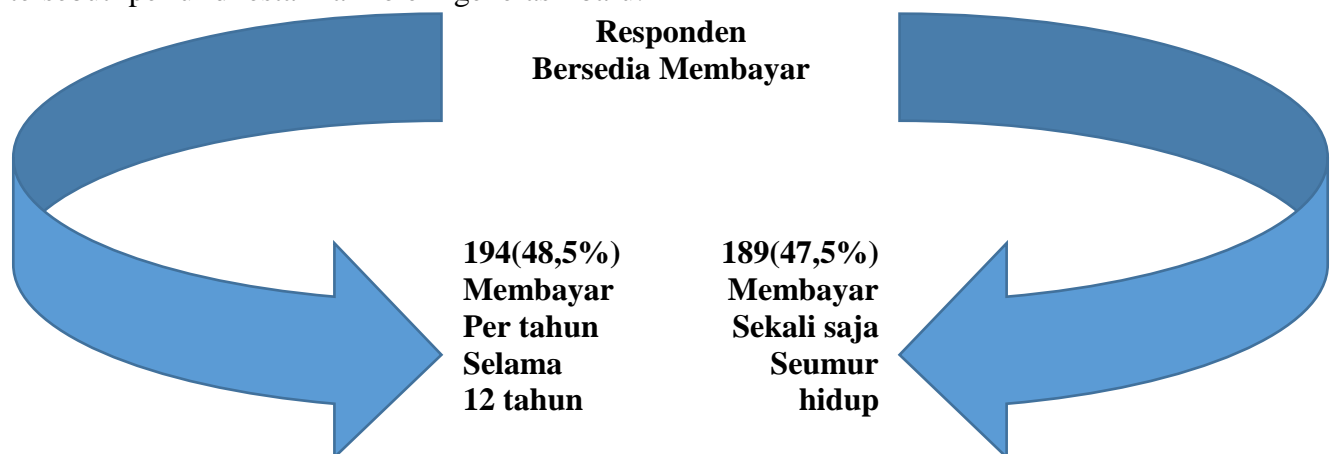 Responden
Bersedia Membayar
194(48,5%)
Membayar
Per tahun
Selama
12 tahun
189(47,5%)
Membayar
Sekali saja
Seumur
hidup